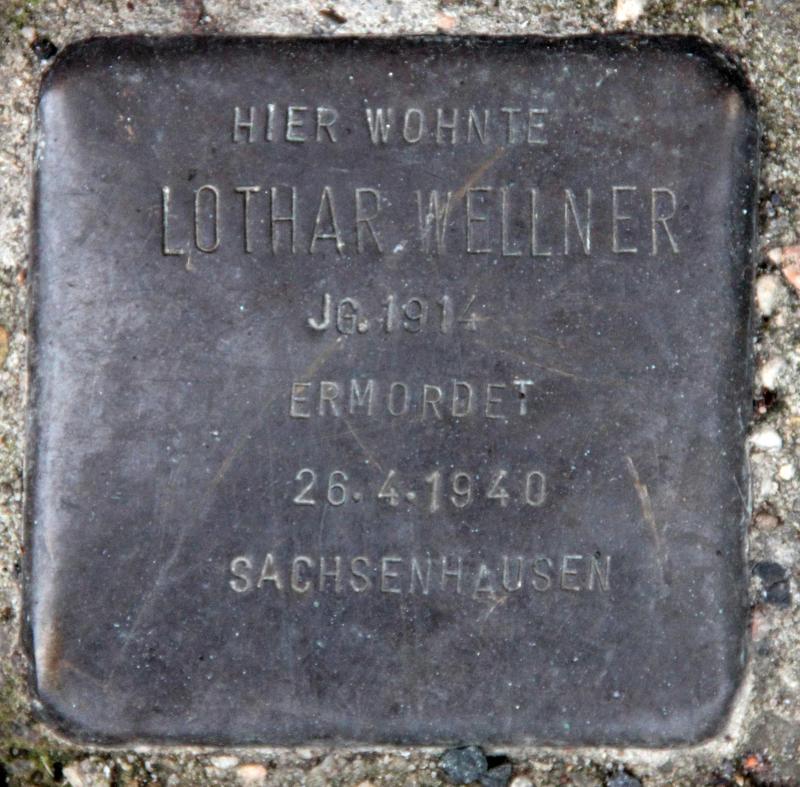 HIER WOHNTE
LOTHAR WELLNER
JG. 1914
ERMORDET
26.4.1940
SACHSENHAUSEN